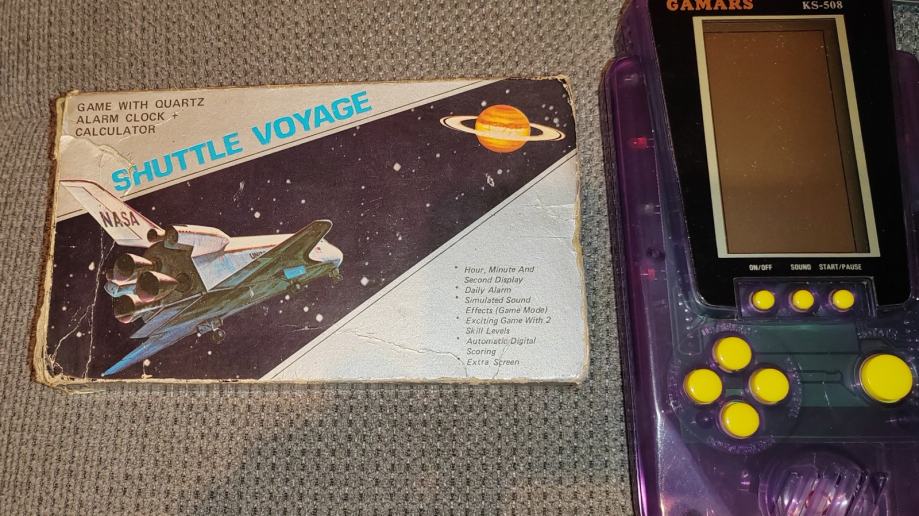 GAME WITH QUARTZ
ALARM CLOCK +
CALCULATOR
SHUTTLE VOYAGE
NASA
• Hour, Minute And
Second Display
• Daily Alarm
• Simulated Sound
Effects (Game Mode)
• Exciting Game With 2
Skill Levels
• Automatic Digital
Scoring
• Extra Screen
GAMARS KS-508
ON/OFF SOUND START/PAUSE